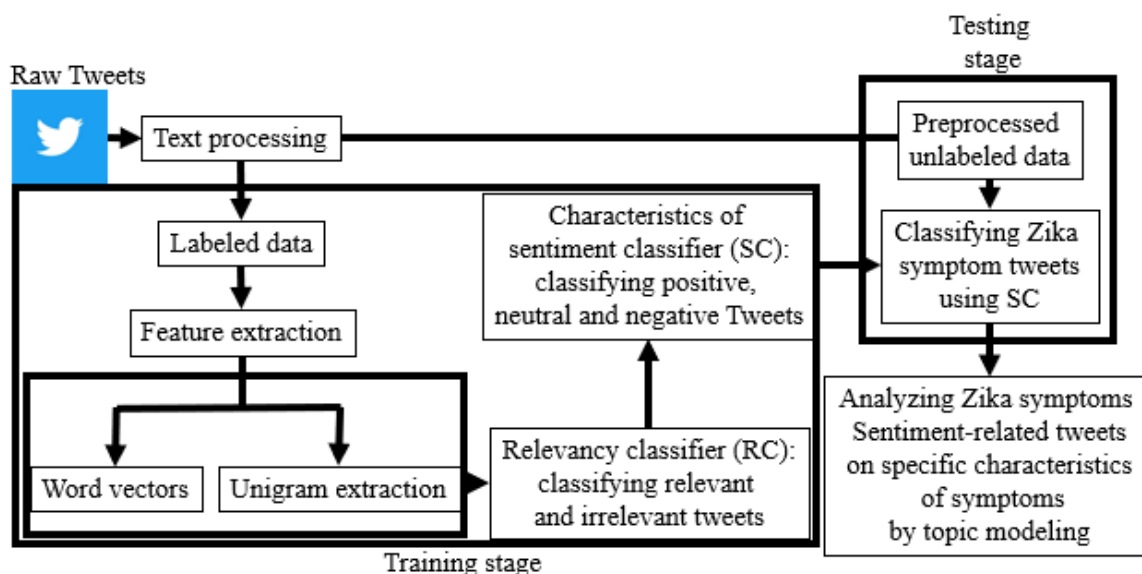 Raw Tweets
Text processing
Labeled data
Feature extraction
Word vectors
Unigram extraction
Relevancy classifier (RC):
classifying relevant
and irrelevant tweets
Characteristics of
sentiment classifier (SC):
classifying positive,
neutral and negative Tweets
Training stage
Testing
stage
Preprocessed
unlabeled data
Classifying Zika
symptom tweets
using SC
Analyzing Zika symptoms
Sentiment-related tweets
on specific characteristics
of symptoms
by topic modeling